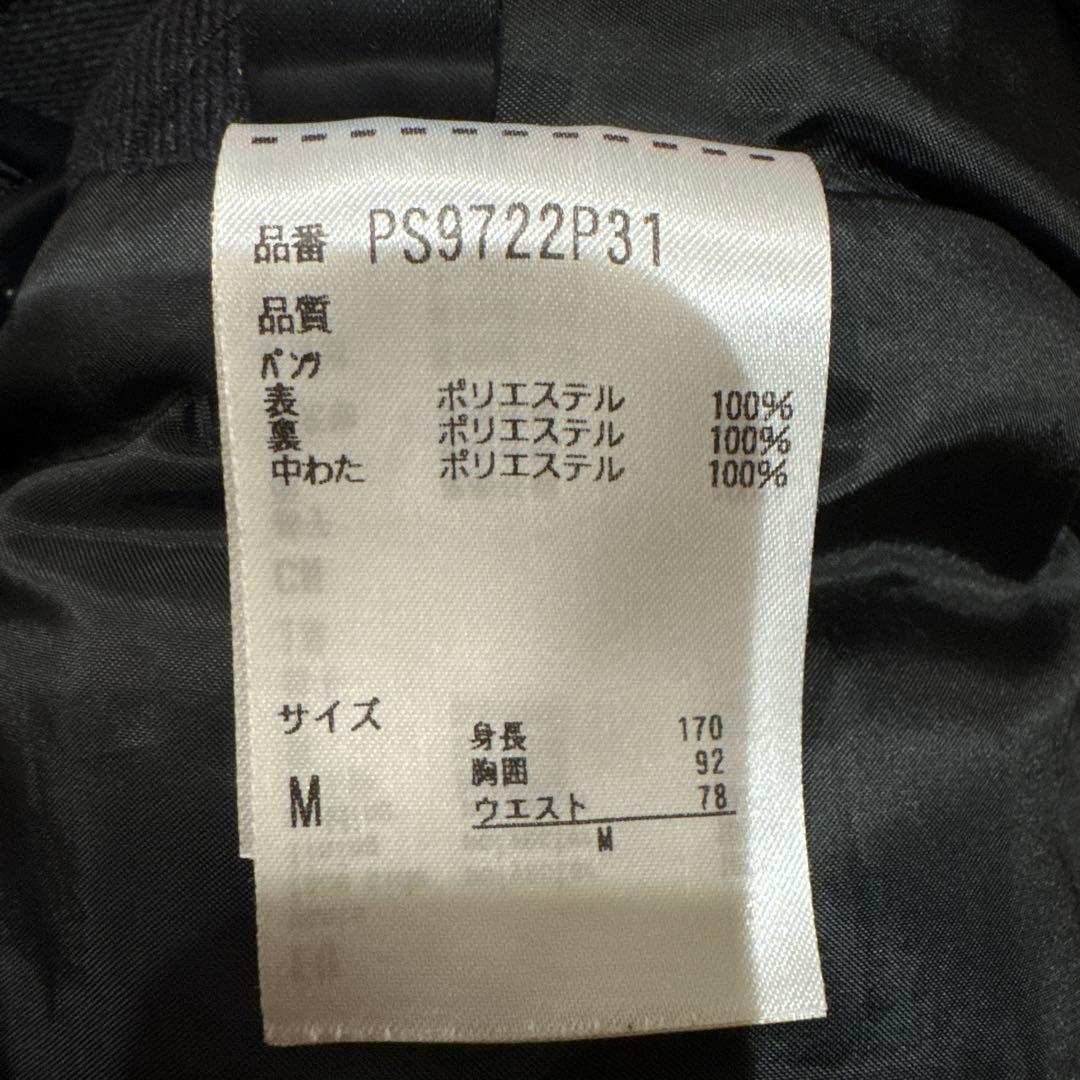 品番 PS9722P31
品質
パンツ
表 ポリエステル 100%
裏 ポリエステル 100%
中わた ポリエステル 100%
サイズ
M
身長 170
胸囲 92
ウエスト 78
M